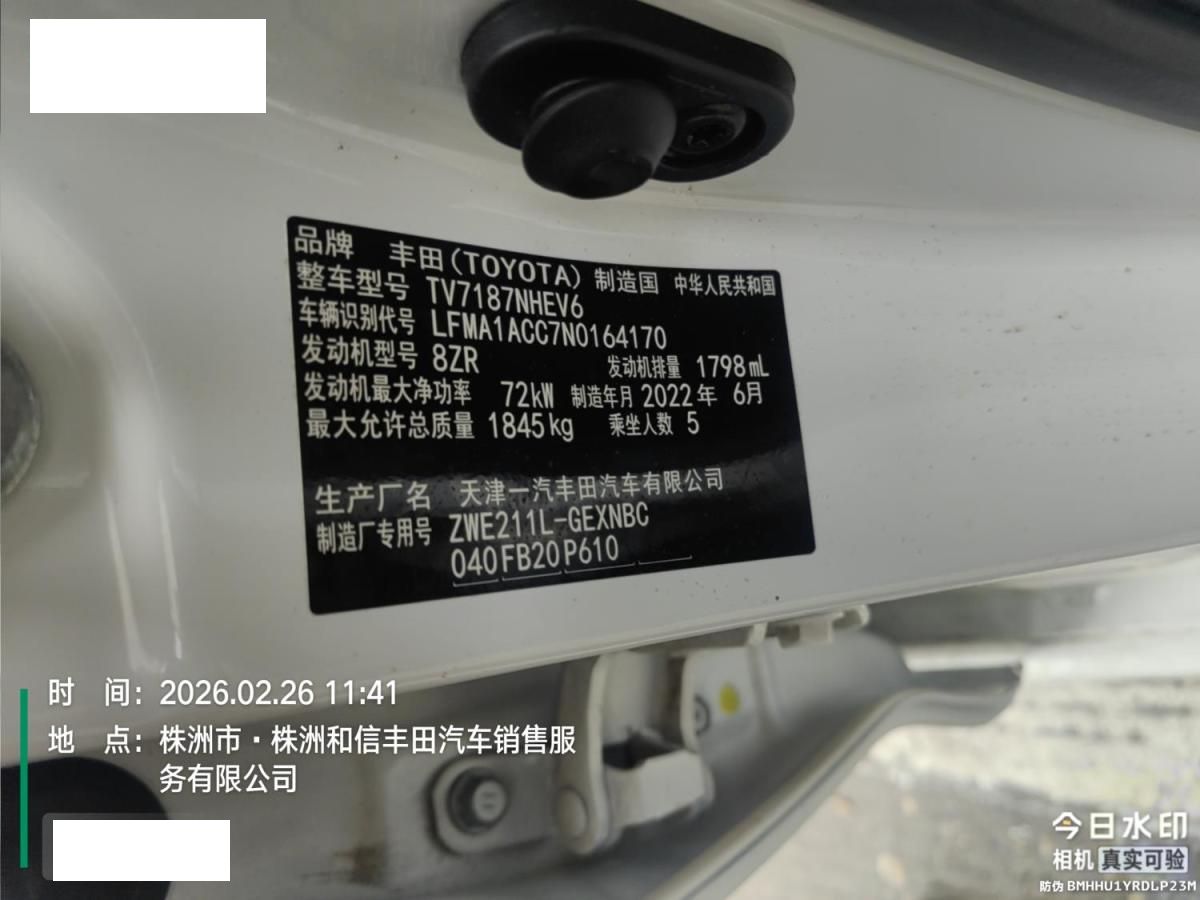 品牌 丰田(TOYOTA) 制造国 中华人民共和国
整车型号 TV7187NHEV6
车辆识别代号 LFMA1ACC7N0164170
发动机型号 8ZR 发动机排量 1798mL
发动机最大净功率 72kW 制造年月 2022年 6月
最大允许总质量 1845kg 乘坐人数 5
生产厂名 天津一汽丰田汽车有限公司
制造厂专用号 ZWE211L-GEXNBC
040FB20P610
时 间：2026.02.26 11:41
地 点：株洲市·株洲和信丰田汽车销售服
务有限公司
今日水印
相机 真实可验
防伪 BMHHU1YRDLP23M